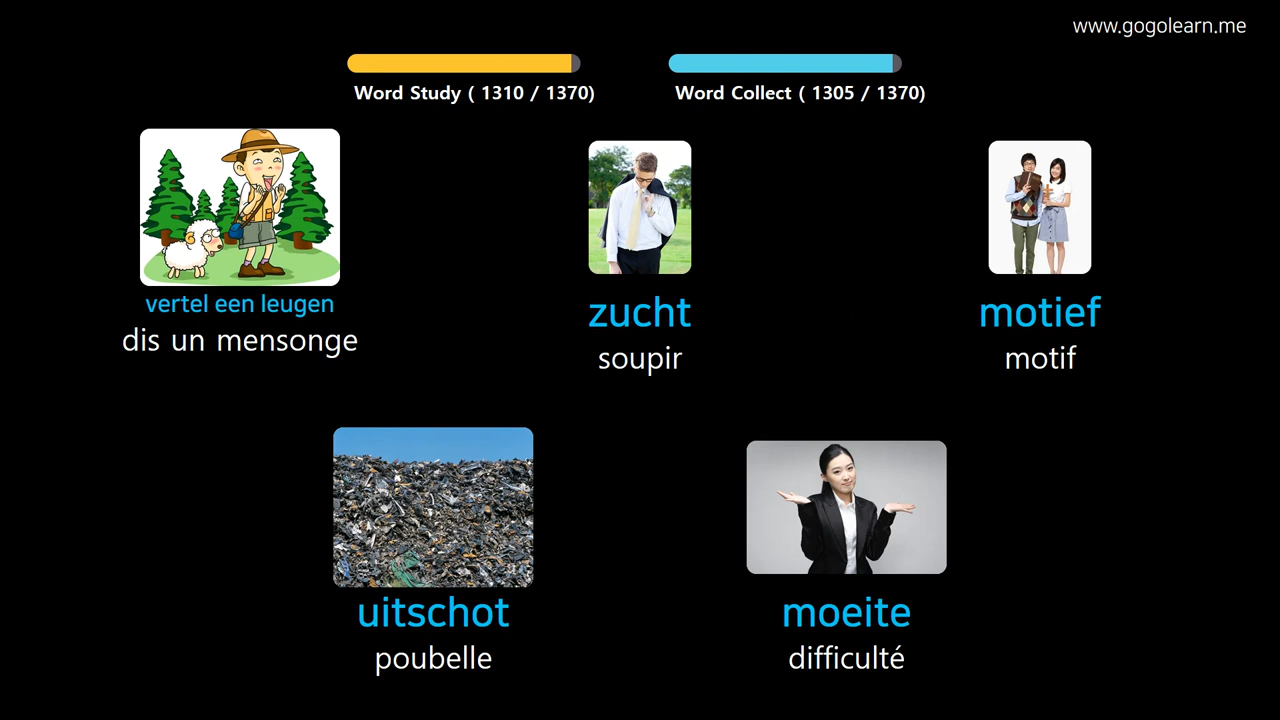 www.gogolearn.me
Word Study ( 1310 / 1370)
Word Collect ( 1305 / 1370)
vertel een leugen
dis un mensonge
zucht
soupir
motief
motif
uitschot
poubelle
moeite
difficulté